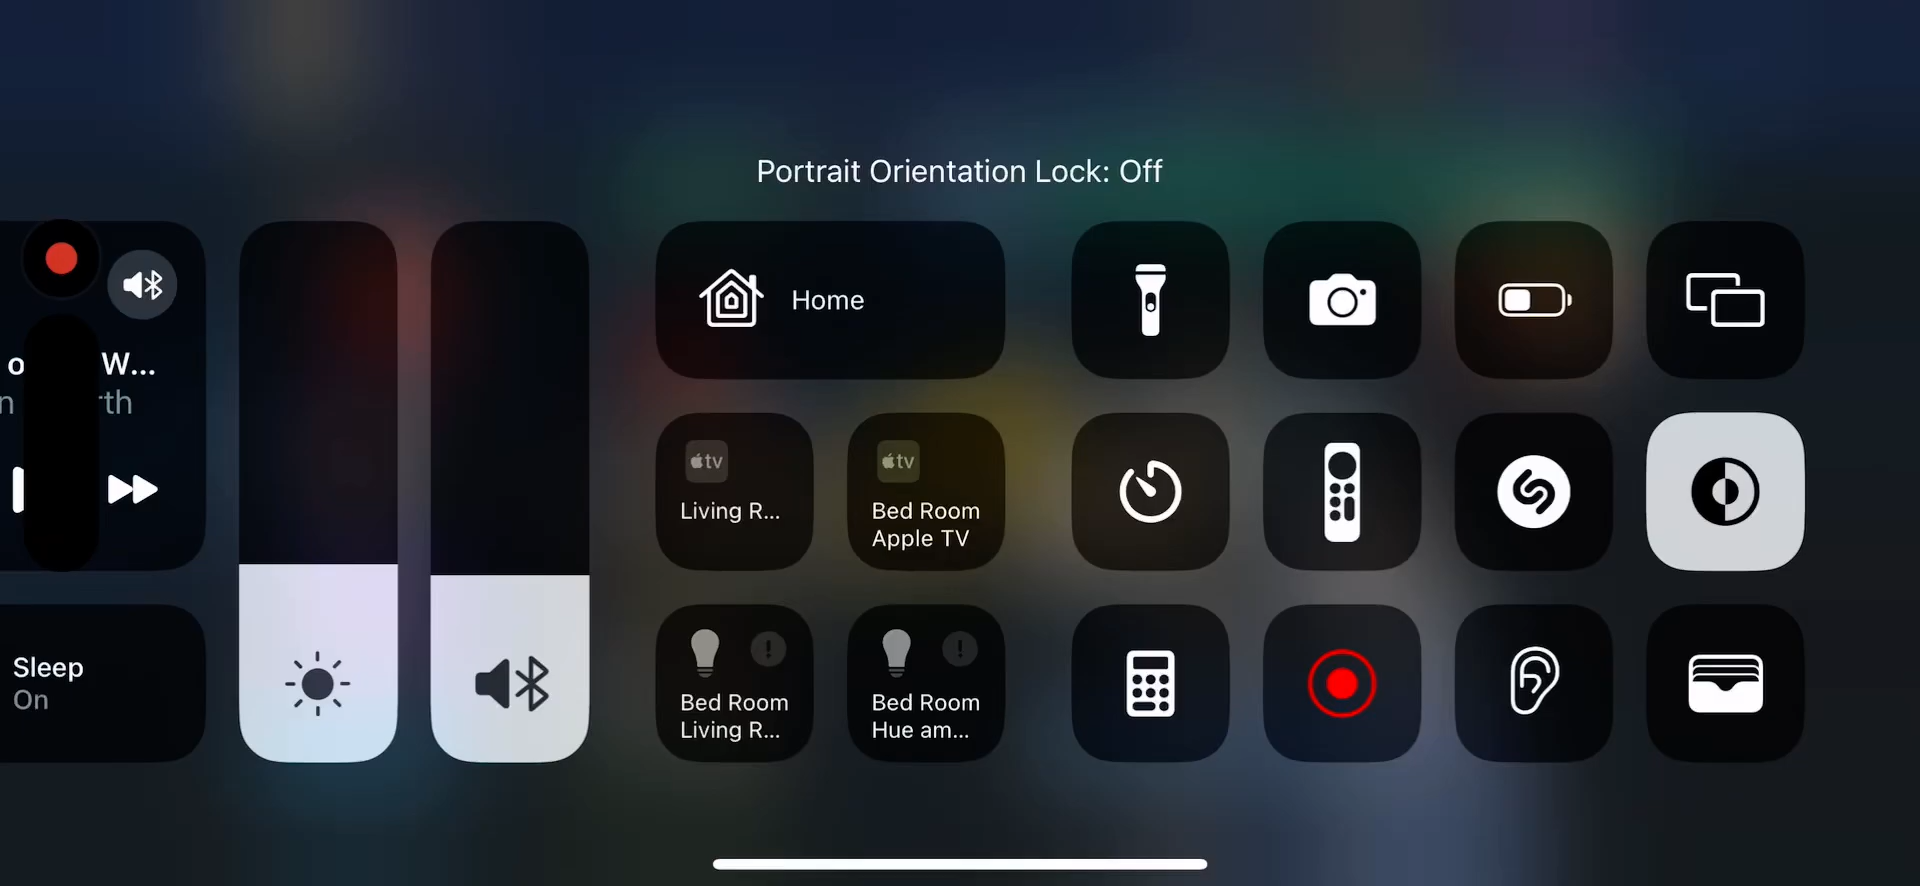 Portrait Orientation Lock: Off
W...
Sleep
On
Home
tv
Living R...
tv
Bed Room
Apple TV
Bed Room
Living R...
Bed Room
Hue am...